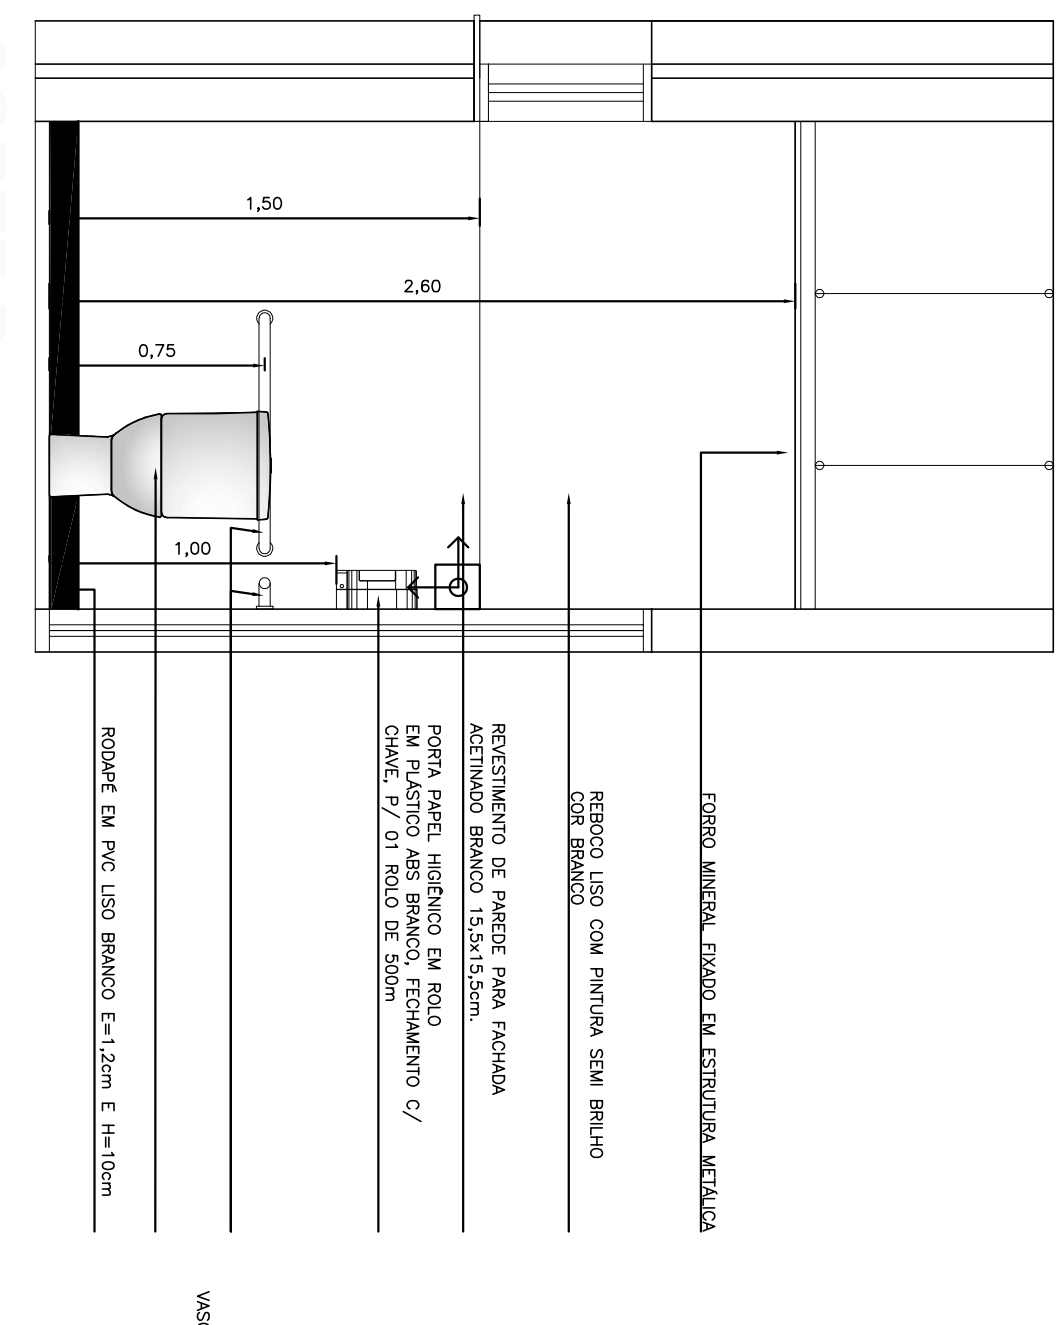 1,50
2,60
0,75
1,00
FORRO MINERAL FIXADO EM ESTRUTURA METÁLICA
REBOCO LISO COM PINTURA SEMI BRILHO
COR BRANCO
REVESTIMENTO DE PAREDE PARA FACHADA
ACETINADO BRANCO 15,5x15,5cm.
PORTA PAPEL HIGIÊNICO EM ROLO
EM PLÁSTICO ABS BRANCO, FECHAMENTO C/
CHAVE, P/ 01 ROLO DE 500m
RODAPÉ EM PVC LISO BRANCO E=1,2cm E H=10cm